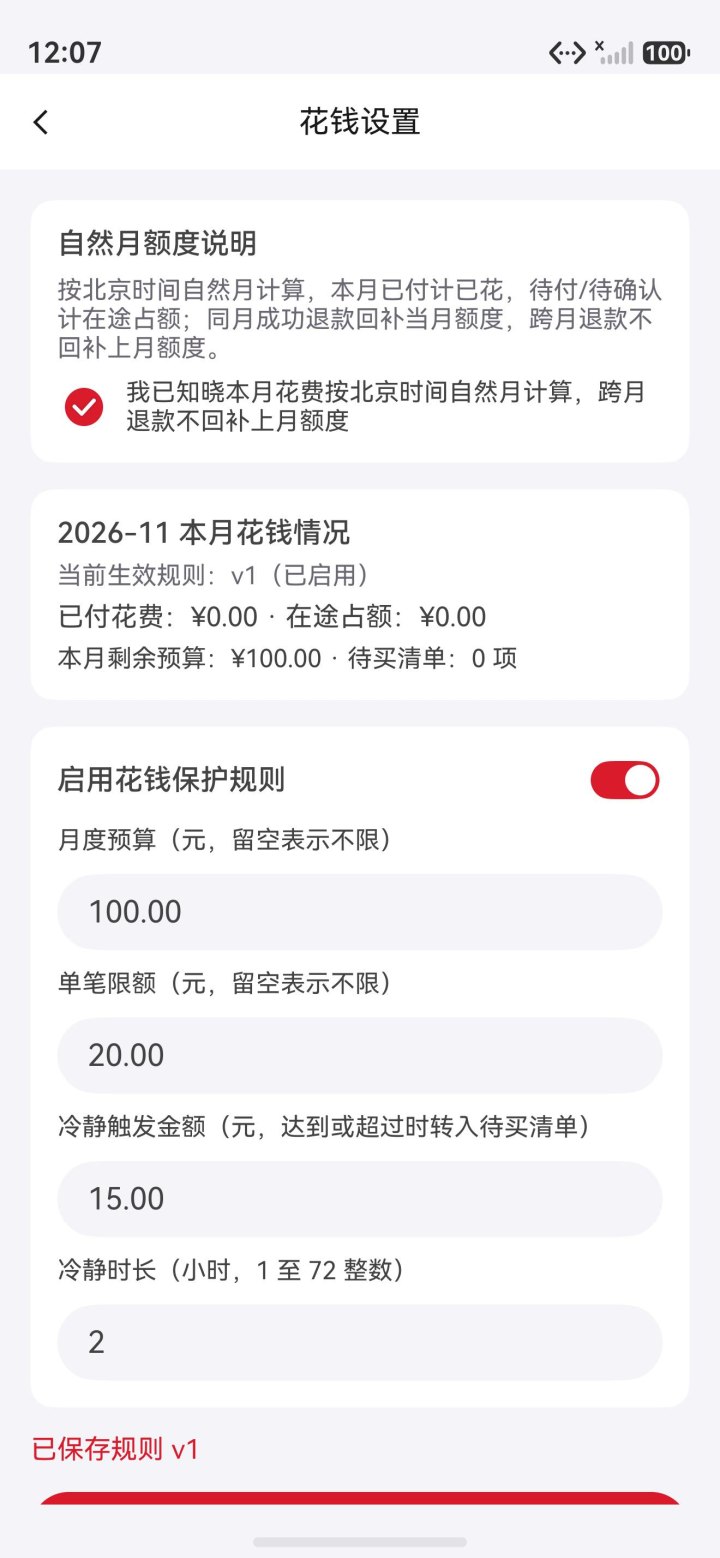 12:07
100
花钱设置
自然月额度说明
按北京时间自然月计算，本月已付计已花，待付/待确认
计在途占额；同月成功退款回补当月额度，跨月退款不
回补上月额度。
我已知晓本月花费按北京时间自然月计算，跨月
退款不回补上月额度
2026-11 本月花钱情况
当前生效规则：v1（已启用）
已付花费：¥0.00 · 在途占额：¥0.00
本月剩余预算：¥100.00 · 待买清单：0 项
启用花钱保护规则
月度预算（元，留空表示不限）
100.00
单笔限额（元，留空表示不限）
20.00
冷静触发金额（元，达到或超过时转入待买清单）
15.00
冷静时长（小时，1 至 72 整数）
2
已保存规则 v1